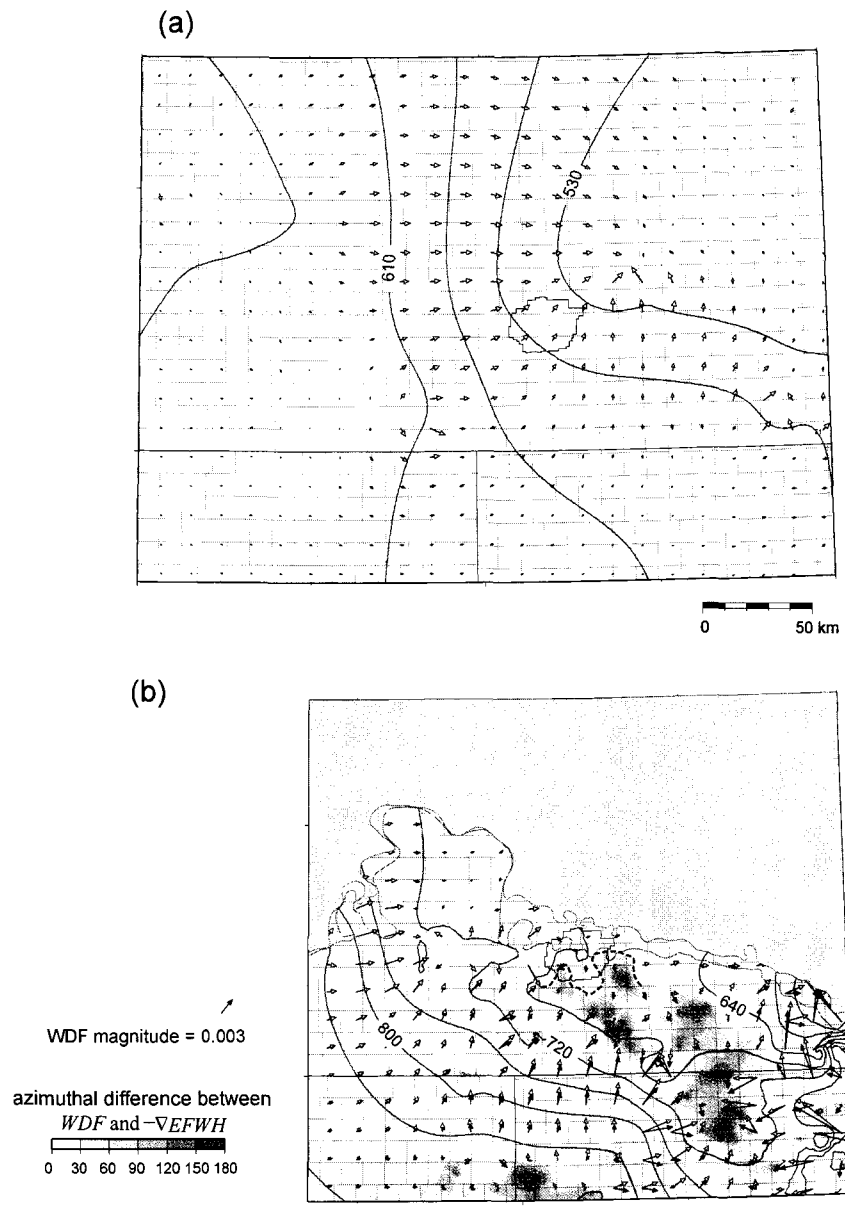 (a)
530
610
0 50 km
(b)
640
800
720
WDF magnitude = 0.003
azimuthal difference between
WDF and −∇EFWH
0 30 60 90 120 150 180